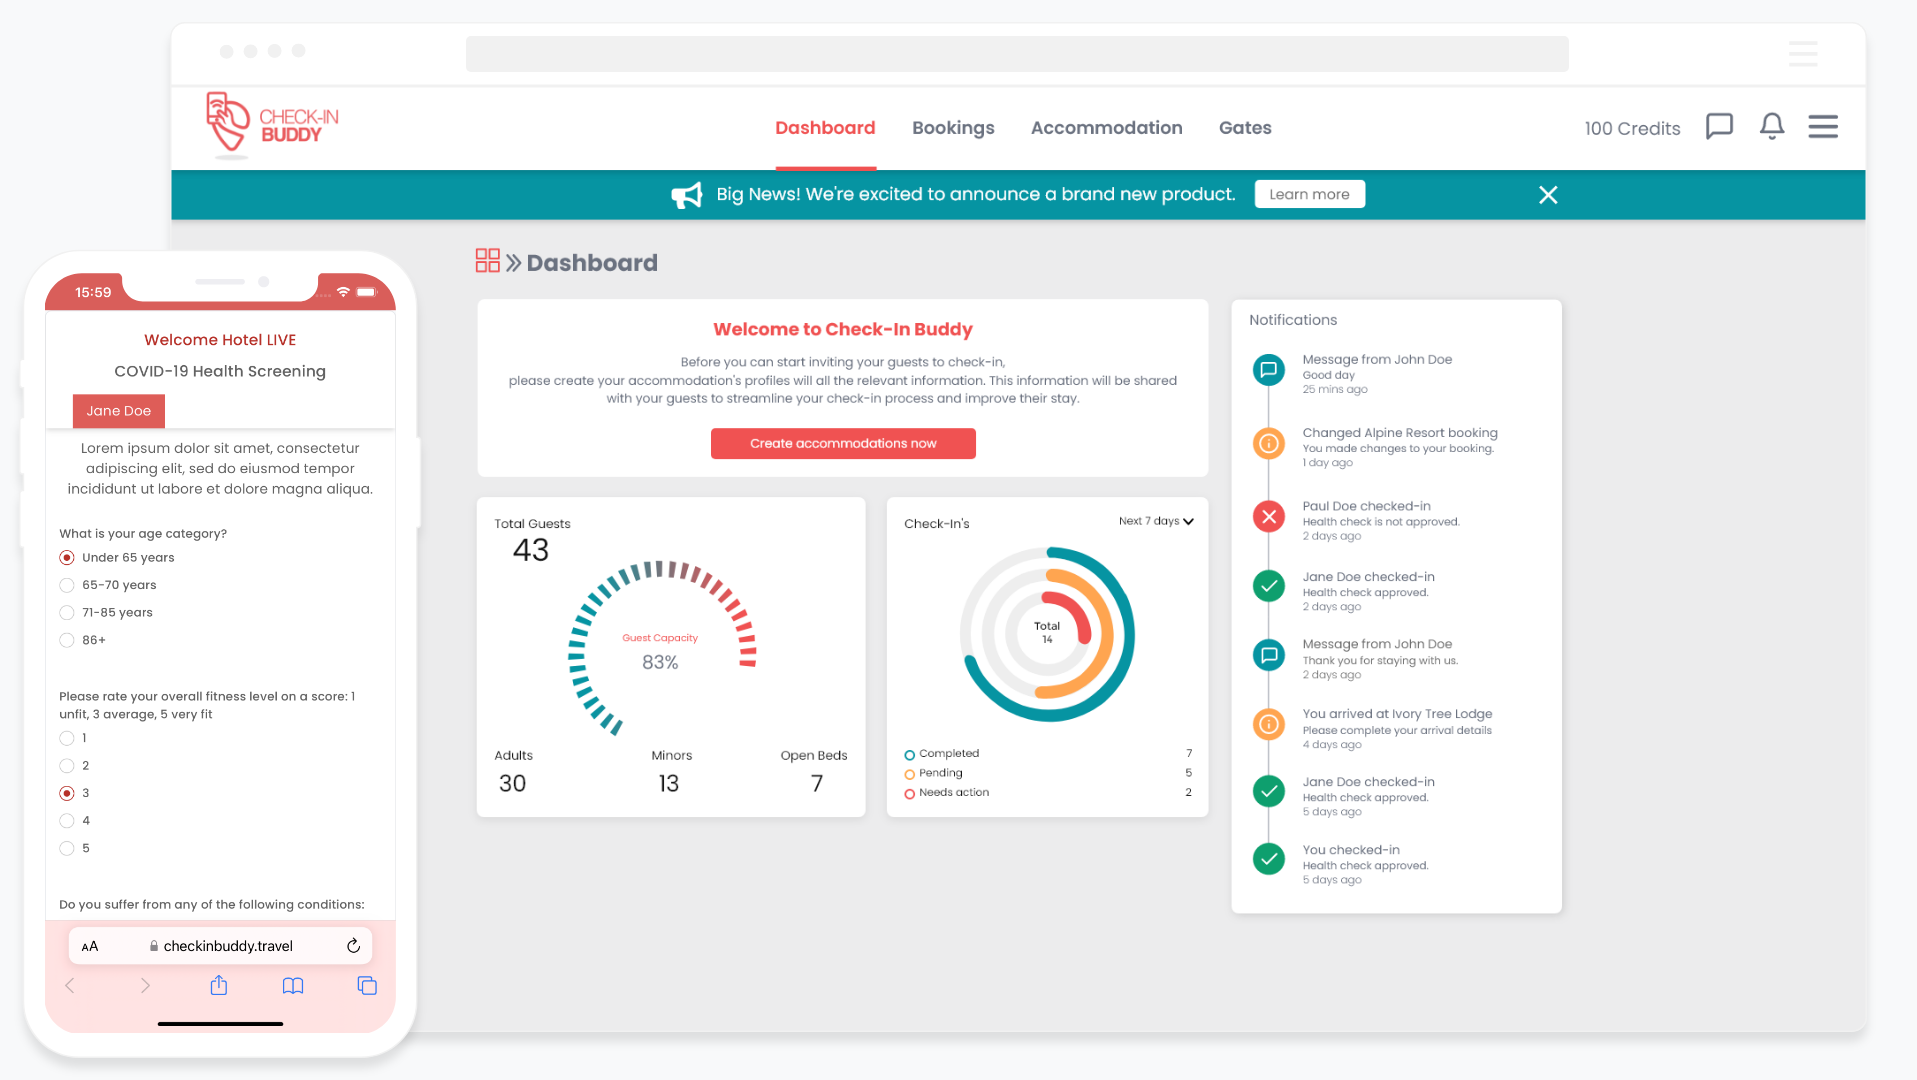 CHECK-IN
BUDDY
Dashboard
Bookings
Accommodation
Gates
100 Credits
Big News! We're excited to announce a brand new product.
Learn more
Dashboard
Welcome to Check-In Buddy
Before you can start inviting your guests to check-in,
please create your accommodation's profiles will all the relevant information. This information will be shared
with your guests to streamline your check-in process and improve their stay.
Create accommodations now
Total Guests
43
Guest Capacity
83%
Adults
30
Minors
13
Open Beds
7
Check-In's
Next 7 days
Total
14
Completed 7
Pending 5
Needs action 2
Notifications
Message from John Doe
Good day
25 mins ago
Changed Alpine Resort booking
You made changes to your booking.
1 day ago
Paul Doe checked-in
Health check is not approved.
2 days ago
Jane Doe checked-in
Health check approved.
2 days ago
Message from John Doe
Thank you for staying with us.
2 days ago
You arrived at Ivory Tree Lodge
Please complete your arrival details
4 days ago
Jane Doe checked-in
Health check approved.
5 days ago
You checked-in
Health check approved.
5 days ago
15:59
Welcome Hotel LIVE
COVID-19 Health Screening
Jane Doe
Lorem ipsum dolor sit amet, consectetur
adipiscing elit, sed do eiusmod tempor
incididunt ut labore et dolore magna aliqua.
What is your age category?
Under 65 years
65-70 years
71-85 years
86+
Please rate your overall fitness level on a score: 1
unfit, 3 average, 5 very fit
1
2
3
4
5
Do you suffer from any of the following conditions:
AA
checkinbuddy.travel